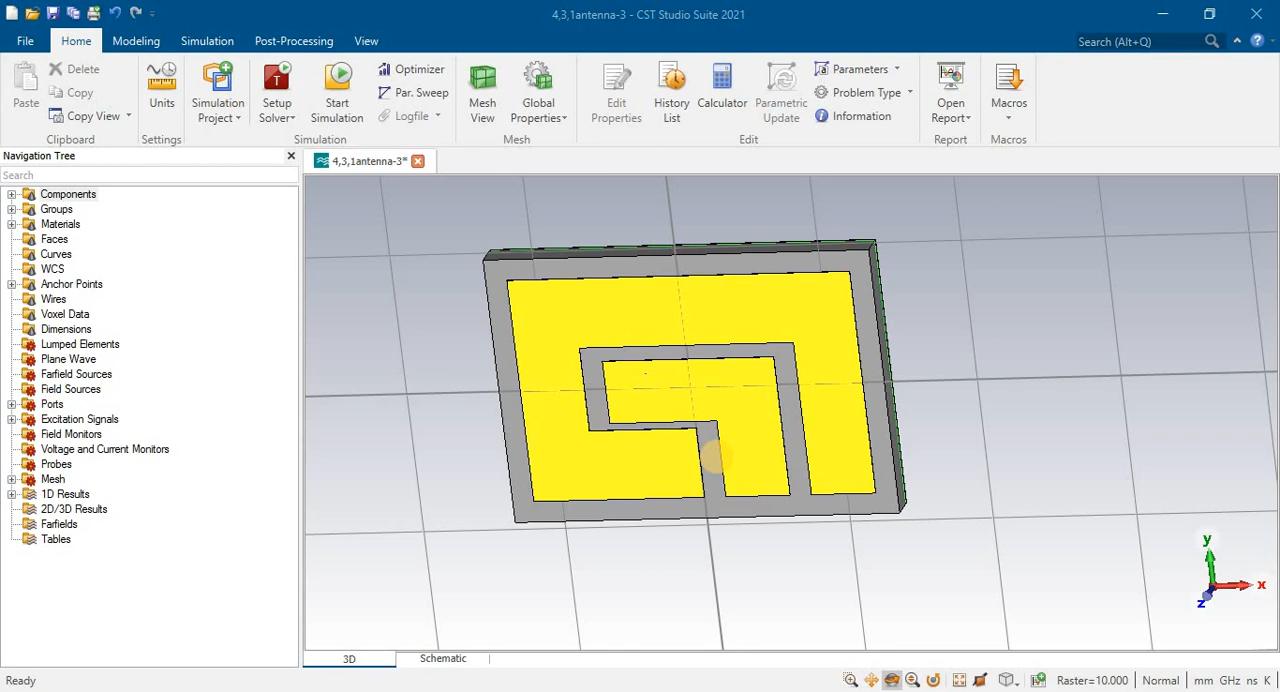 4,3,1antenna-3 - CST Studio Suite 2021
File Home Modeling Simulation Post-Processing View Search (Alt+Q)
Paste Delete Copy Copy View Clipboard
Units Settings
Simulation Project Setup Solver Start Simulation Optimizer Par. Sweep Logfile Simulation
Mesh View Global Properties Mesh
Edit Properties History List Calculator Parametric Update Parameters Problem Type Information Edit
Open Report Report
Macros Macros
Navigation Tree
Search
4,3,1antenna-3*
Components
Groups
Materials
Faces
Curves
WCS
Anchor Points
Wires
Voxel Data
Dimensions
Lumped Elements
Plane Wave
Farfield Sources
Field Sources
Ports
Excitation Signals
Field Monitors
Voltage and Current Monitors
Probes
Mesh
1D Results
2D/3D Results
Farfields
Tables
y
x
z
3D Schematic
Ready Raster=10.000 Normal mm GHz ns K